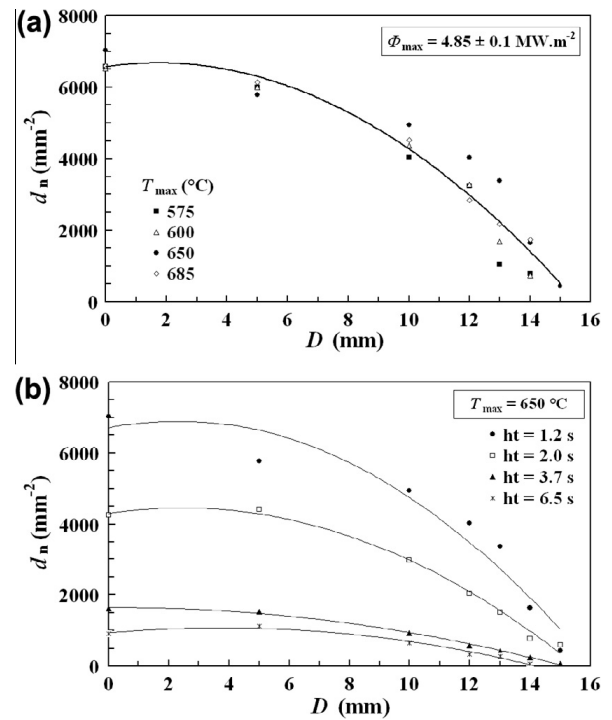 (a)
8000
Φmax = 4.85 ± 0.1 MW.m⁻²
6000
dn (mm⁻²)
4000
Tmax (°C)
575
600
2000
650
685
0
0 2 4 6 8 10 12 14 16
D (mm)
(b)
8000
Tmax = 650 °C
ht = 1.2 s
6000
ht = 2.0 s
ht = 3.7 s
ht = 6.5 s
dn (mm⁻²)
4000
2000
0
0 2 4 6 8 10 12 14 16
D (mm)